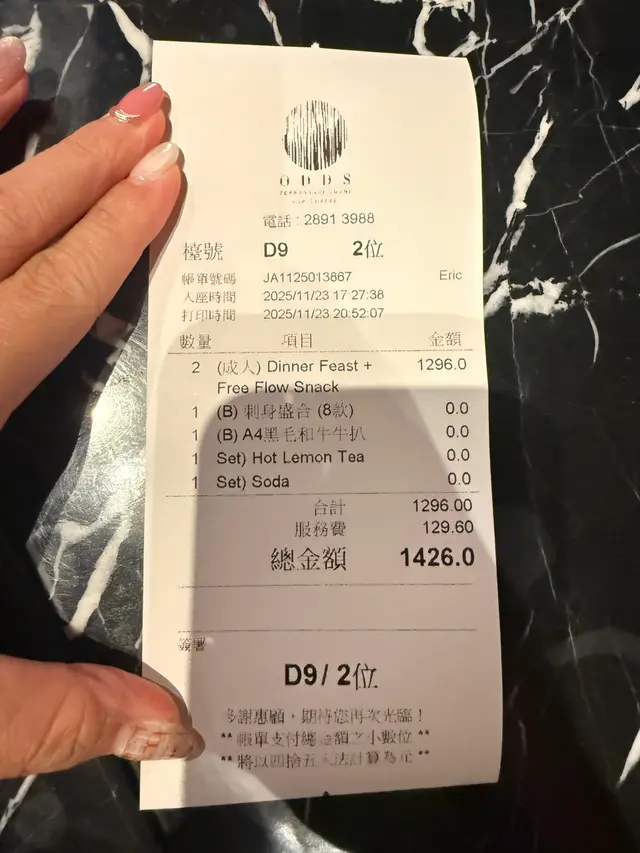 ODDS
電話 : 2891 3988
檯號 D9 2位
帳單號碼 JA1125013867 Eric
入座時間 2025/11/23 17:27:38
打印時間 2025/11/23 20:52:07
數量 項目 金額
2 (成人) Dinner Feast + 1296.0
Free Flow Snack
1 (B) 刺身盛合 (8款) 0.0
1 (B) A4黑毛和牛牛扒 0.0
1 Set) Hot Lemon Tea 0.0
1 Set) Soda 0.0
合計 1296.00
服務費 129.60
總金額 1426.0
簽署
D9 / 2位
多謝惠顧，期待您再次光臨！
** 帳單支付總金額之小數位 **
** 將以四捨五入法計算為元 **